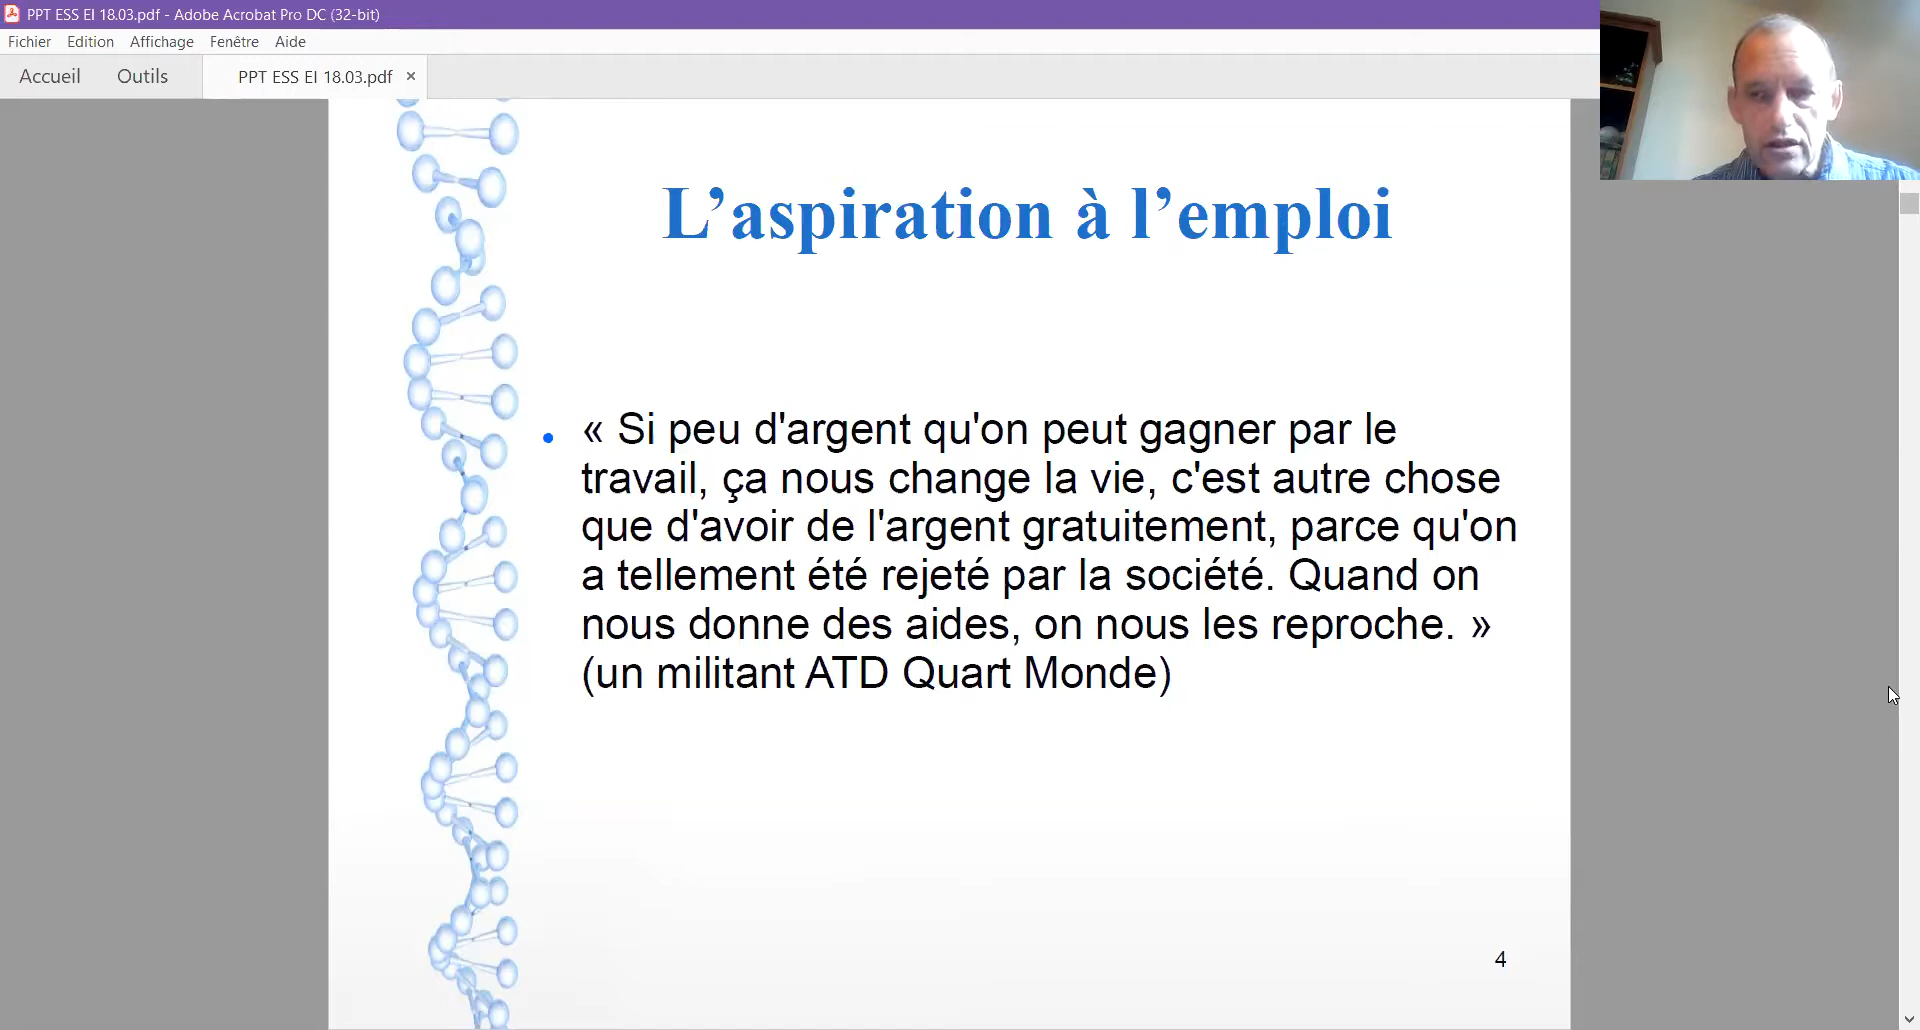 PPT ESS EI 18.03.pdf - Adobe Acrobat Pro DC (32-bit)
Fichier Edition Affichage Fenêtre Aide
Accueil Outils PPT ESS EI 18.03.pdf ×
L’aspiration à l’emploi
• « Si peu d'argent qu'on peut gagner par le
travail, ça nous change la vie, c'est autre chose
que d'avoir de l'argent gratuitement, parce qu'on
a tellement été rejeté par la société. Quand on
nous donne des aides, on nous les reproche. »
(un militant ATD Quart Monde)
4